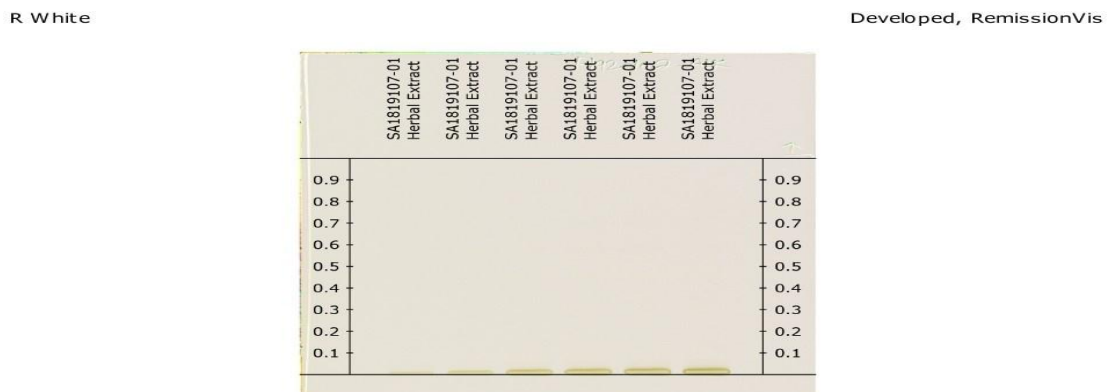 R White
Developed, RemissionVis
SA1819107-01
Herbal Extract
SA1819107-01
Herbal Extract
SA1819107-01
Herbal Extract
SA1819107-01
Herbal Extract
SA1819107-01
Herbal Extract
SA1819107-01
Herbal Extract
0.9 0.9
0.8 0.8
0.7 0.7
0.6 0.6
0.5 0.5
0.4 0.4
0.3 0.3
0.2 0.2
0.1 0.1